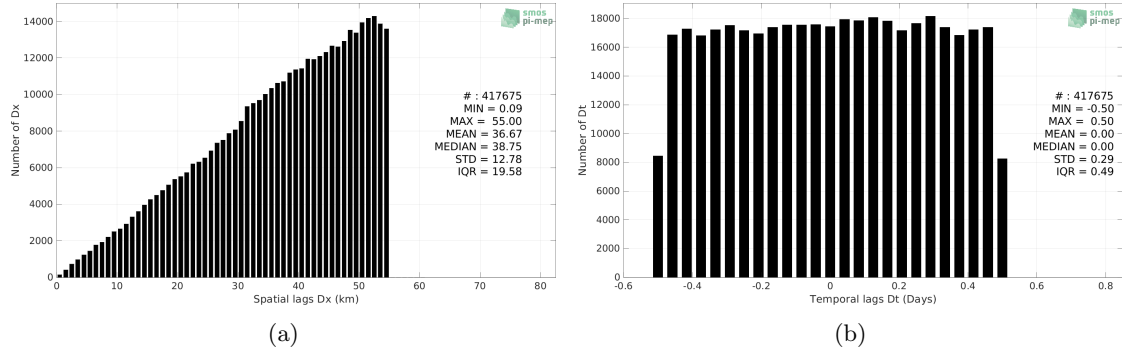 14000
12000
10000
8000
6000
4000
2000
0
Number of Dx
smos
pi-mep
# : 417675
MIN = 0.09
MAX = 55.00
MEAN = 36.67
MEDIAN = 38.75
STD = 12.78
IQR = 19.58
0 10 20 30 40 50 60 70 80
Spatial lags Dx (km)
(a)
18000
16000
14000
12000
10000
8000
6000
4000
2000
0
Number of Dt
smos
pi-mep
# : 417675
MIN = -0.50
MAX = 0.50
MEAN = 0.00
MEDIAN = 0.00
STD = 0.29
IQR = 0.49
-0.6 -0.4 -0.2 0 0.2 0.4 0.6 0.8
Temporal lags Dt (Days)
(b)